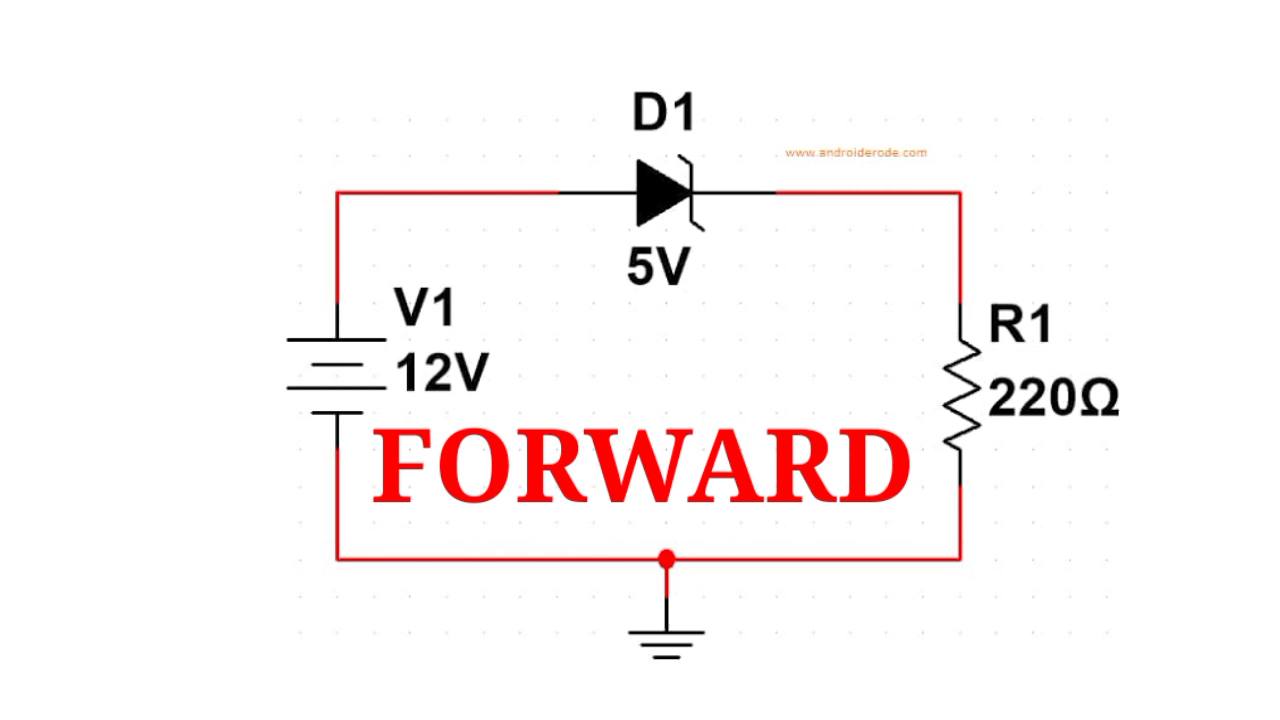 D1
www.androiderode.com
5V
V1
12V
R1
220Ω
FORWARD